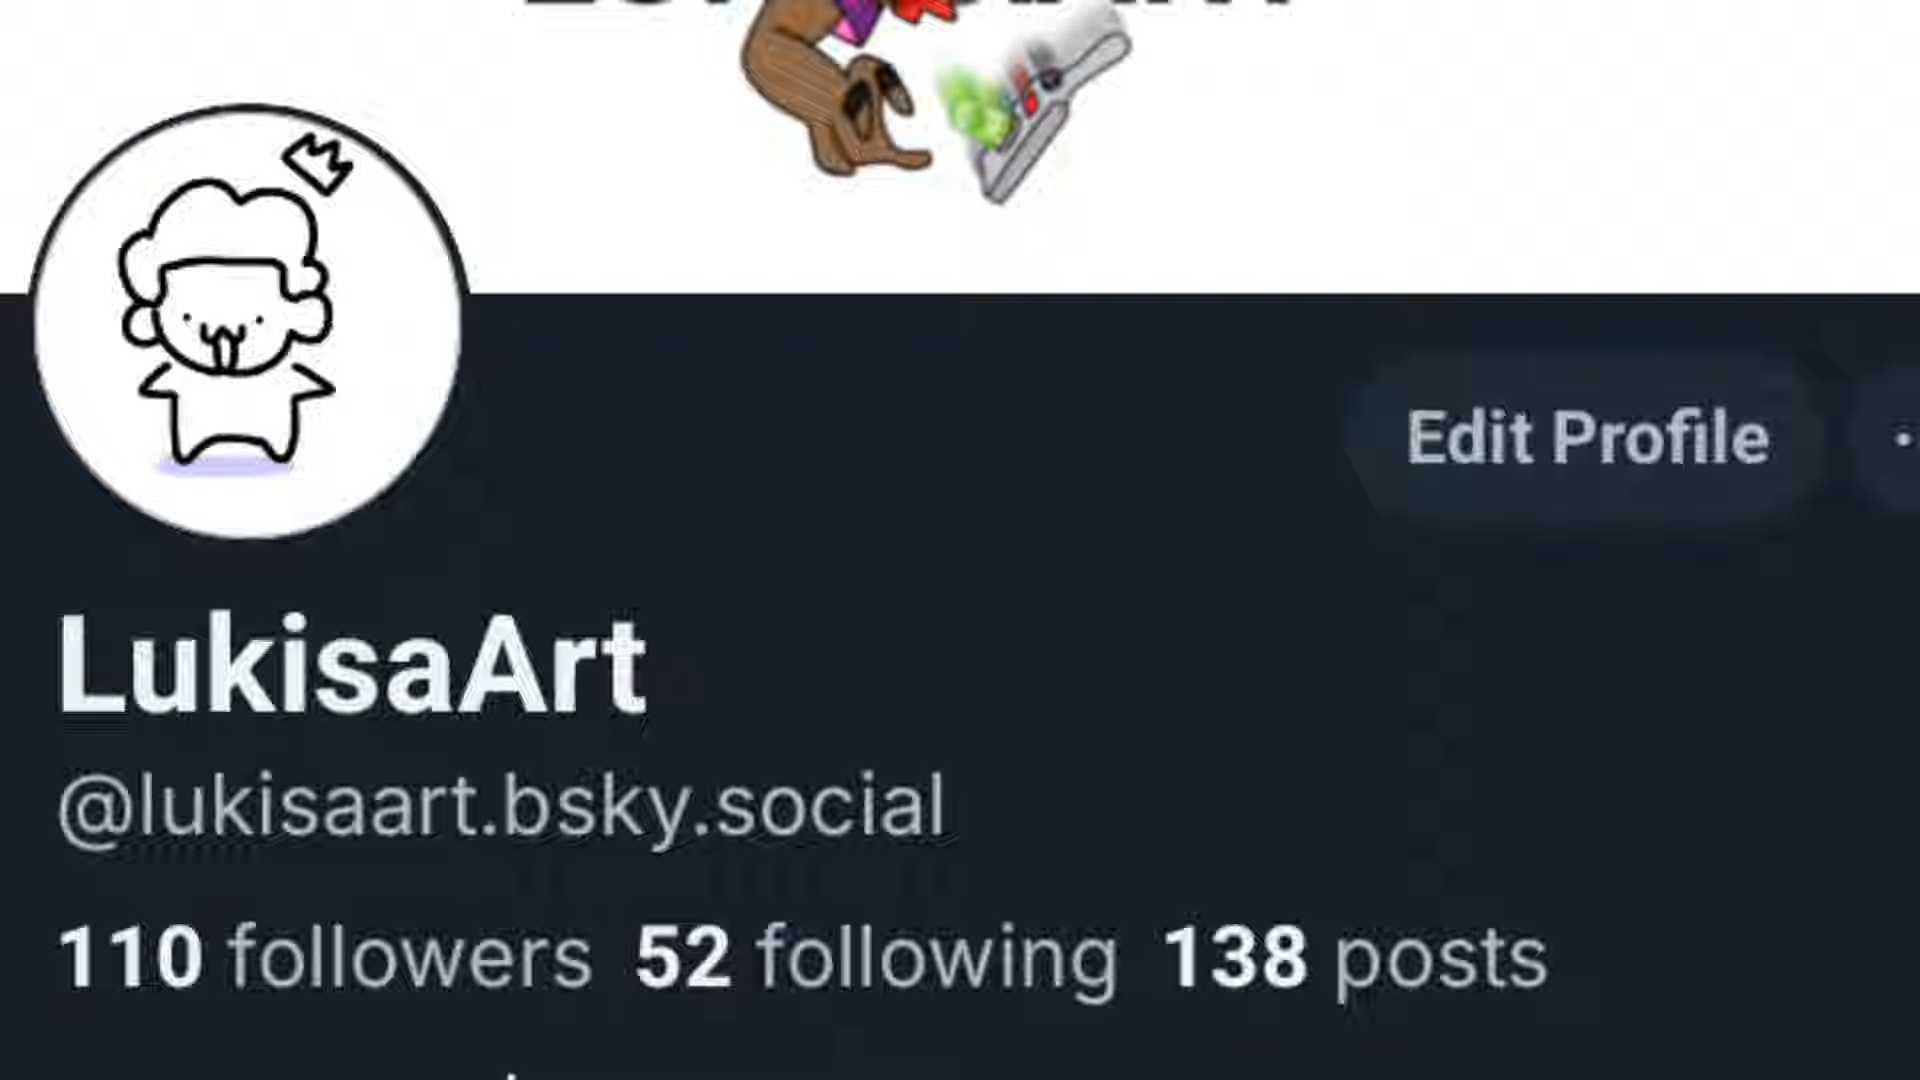 Edit Profile
LukisaArt
@lukisaart.bsky.social
110 followers 52 following 138 posts